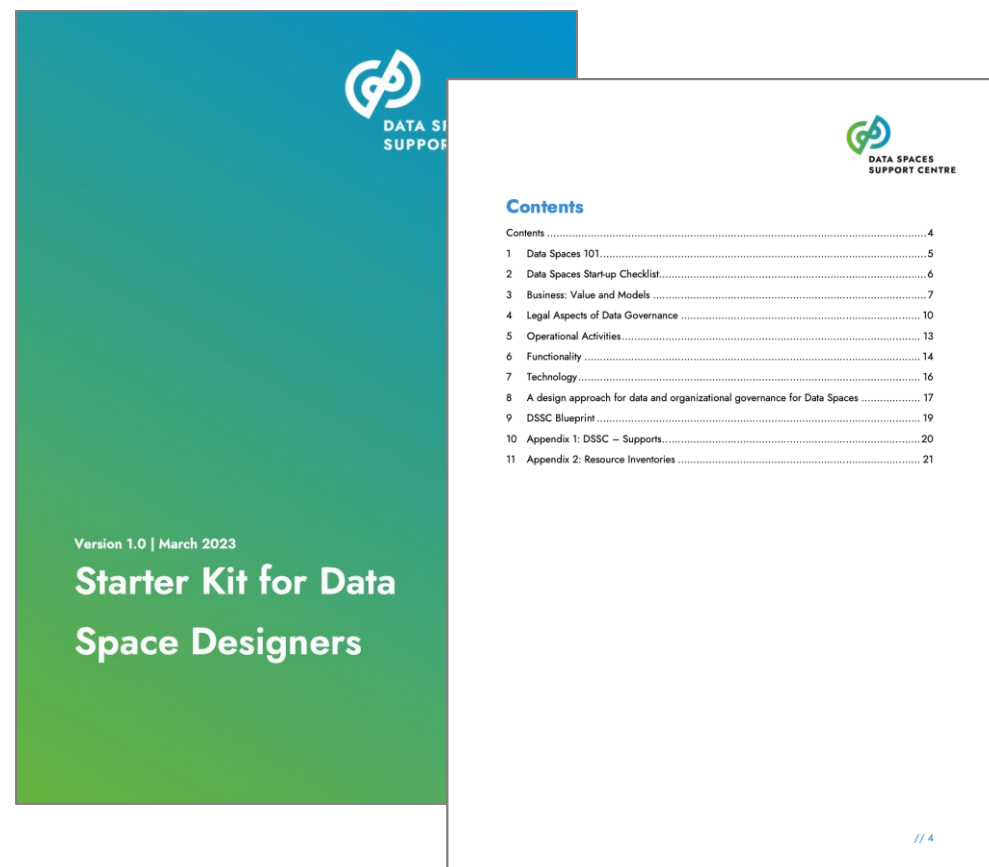 DATA
SUPPOR
Version 1.0 | March 2023
Starter Kit for Data
Space Designers
DATA SPACES
SUPPORT CENTRE
Contents
Contents ........ 4
1 Data Spaces 101 ........ 5
2 Data Spaces Start-up Checklist ........ 6
3 Business: Value and Models ........ 7
4 Legal Aspects of Data Governance ........ 10
5 Operational Activities ........ 13
6 Functionality ........ 14
7 Technology ........ 16
8 A design approach for data and organizational governance for Data Spaces ........ 17
9 DSSC Blueprint ........ 19
10 Appendix 1: DSSC – Supports ........ 20
11 Appendix 2: Resource Inventories ........ 21
// 4